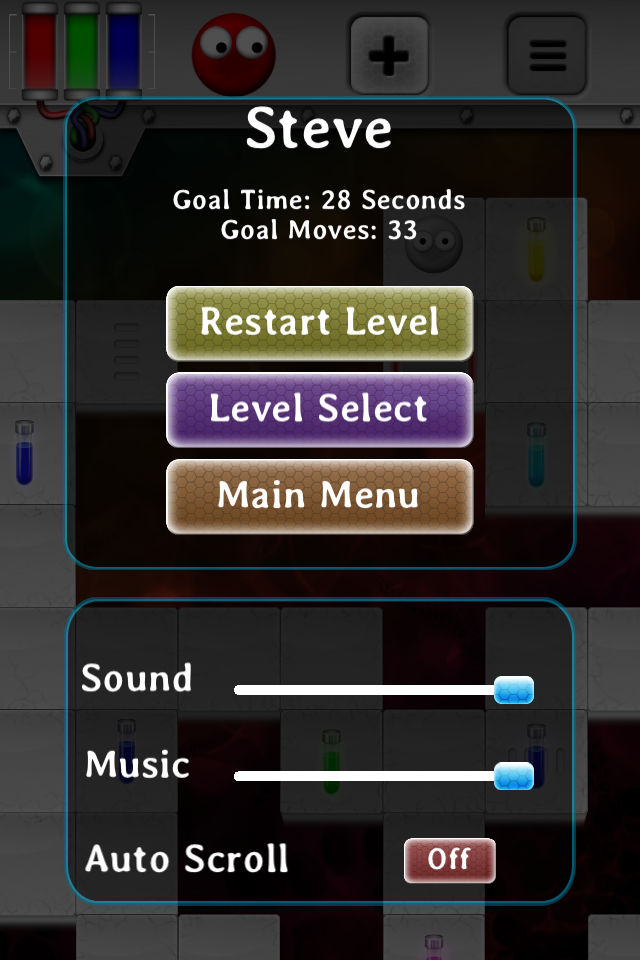 Steve
Goal Time: 28 Seconds
Goal Moves: 33
Restart Level
Level Select
Main Menu
Sound
Music
Auto Scroll Off